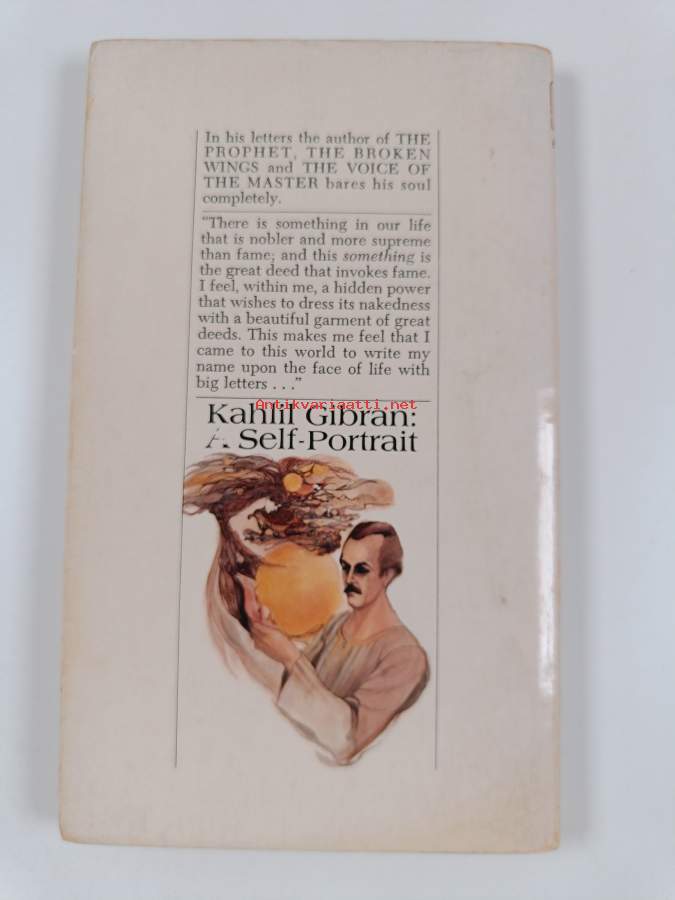 In his letters the author of THE
PROPHET, THE BROKEN
WINGS and THE VOICE OF
THE MASTER bares his soul
completely.
"There is something in our life
that is nobler and more supreme
than fame; and this something is
the great deed that invokes fame.
I feel, within me, a hidden power
that wishes to dress its nakedness
with a beautiful garment of great
deeds. This makes me feel that I
came to this world to write my
name upon the face of life with
big letters . . ."
Antikvariaatti.net
Kahlil Gibran:
A Self-Portrait